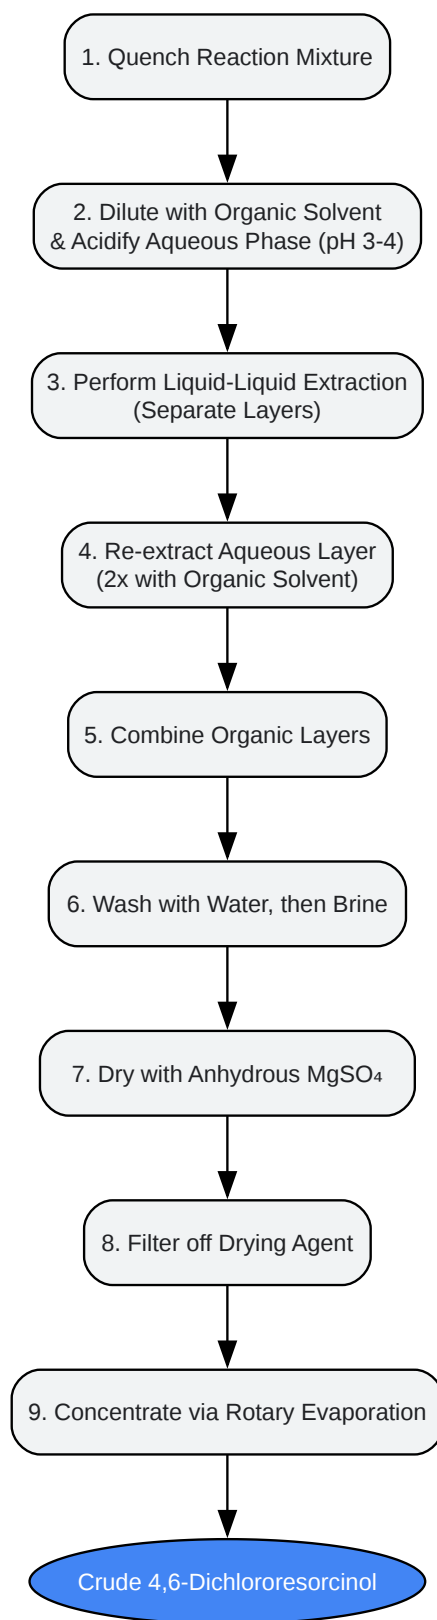 1. Quench Reaction Mixture
2. Dilute with Organic Solvent
& Acidify Aqueous Phase (pH 3-4)
3. Perform Liquid-Liquid Extraction
(Separate Layers)
4. Re-extract Aqueous Layer
(2x with Organic Solvent)
5. Combine Organic Layers
6. Wash with Water, then Brine
7. Dry with Anhydrous MgSO₄
8. Filter off Drying Agent
9. Concentrate via Rotary Evaporation
Crude 4,6-Dichlororesorcinol